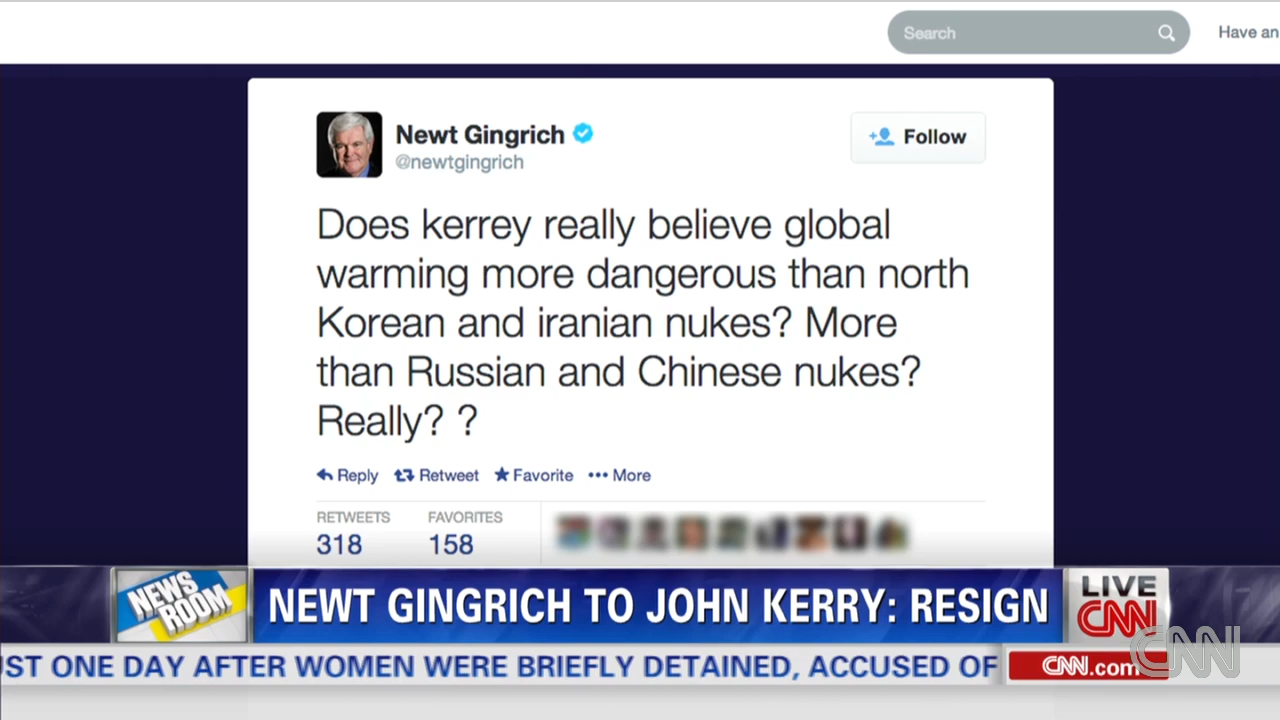 Search
Have an
Newt Gingrich
@newtgingrich
Follow
Does kerrey really believe global
warming more dangerous than north
Korean and iranian nukes? More
than Russian and Chinese nukes?
Really? ?
Reply Retweet Favorite More
RETWEETS FAVORITES
318 158
NEWS
ROOM
NEWT GINGRICH TO JOHN KERRY: RESIGN
LIVE
CNN
UST ONE DAY AFTER WOMEN WERE BRIEFLY DETAINED, ACCUSED OF
CNN.com
CNN